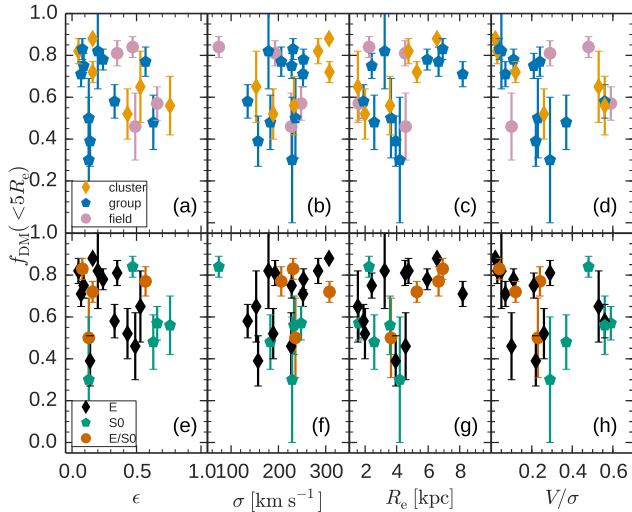 1.0
0.8
0.6
0.4
0.2
cluster
group
field
(a)
(b)
(c)
(d)
f_DM(<5R_e)
0.0
0.8
0.6
0.4
0.2
0.0
E
S0
E/S0
(e)
(f)
(g)
(h)
0.0 0.5 1.0 100 200 300 2 4 6 8 0.2 0.4 0.6
ϵ
σ [km s⁻¹]
R_e [kpc]
V/σ